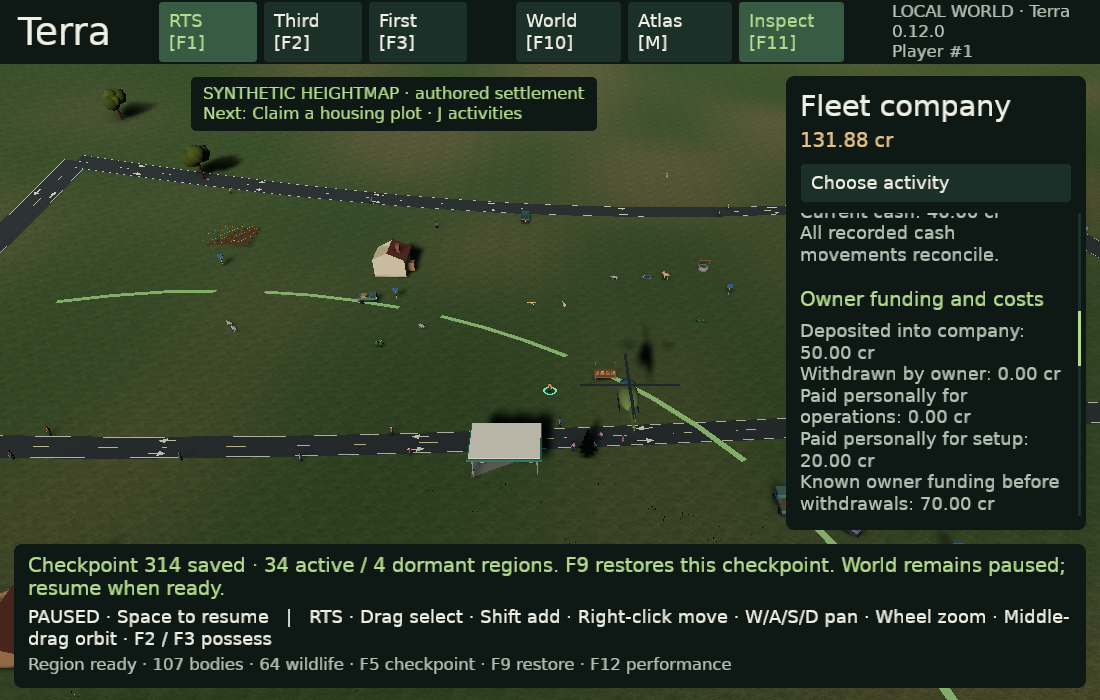 Terra
RTS
[F1]
Third
[F2]
First
[F3]
World
[F10]
Atlas
[M]
Inspect
[F11]
LOCAL WORLD · Terra
0.12.0
Player #1
SYNTHETIC HEIGHTMAP · authored settlement
Next: Claim a housing plot · J activities
Fleet company
131.88 cr
Choose activity
Current cash: 40.00 cr
All recorded cash
movements reconcile.
Owner funding and costs
Deposited into company:
50.00 cr
Withdrawn by owner: 0.00 cr
Paid personally for
operations: 0.00 cr
Paid personally for setup:
20.00 cr
Known owner funding before
withdrawals: 70.00 cr
Checkpoint 314 saved · 34 active / 4 dormant regions. F9 restores this checkpoint. World remains paused;
resume when ready.
PAUSED · Space to resume | RTS · Drag select · Shift add · Right-click move · W/A/S/D pan · Wheel zoom · Middle-
drag orbit · F2 / F3 possess
Region ready · 107 bodies · 64 wildlife · F5 checkpoint · F9 restore · F12 performance